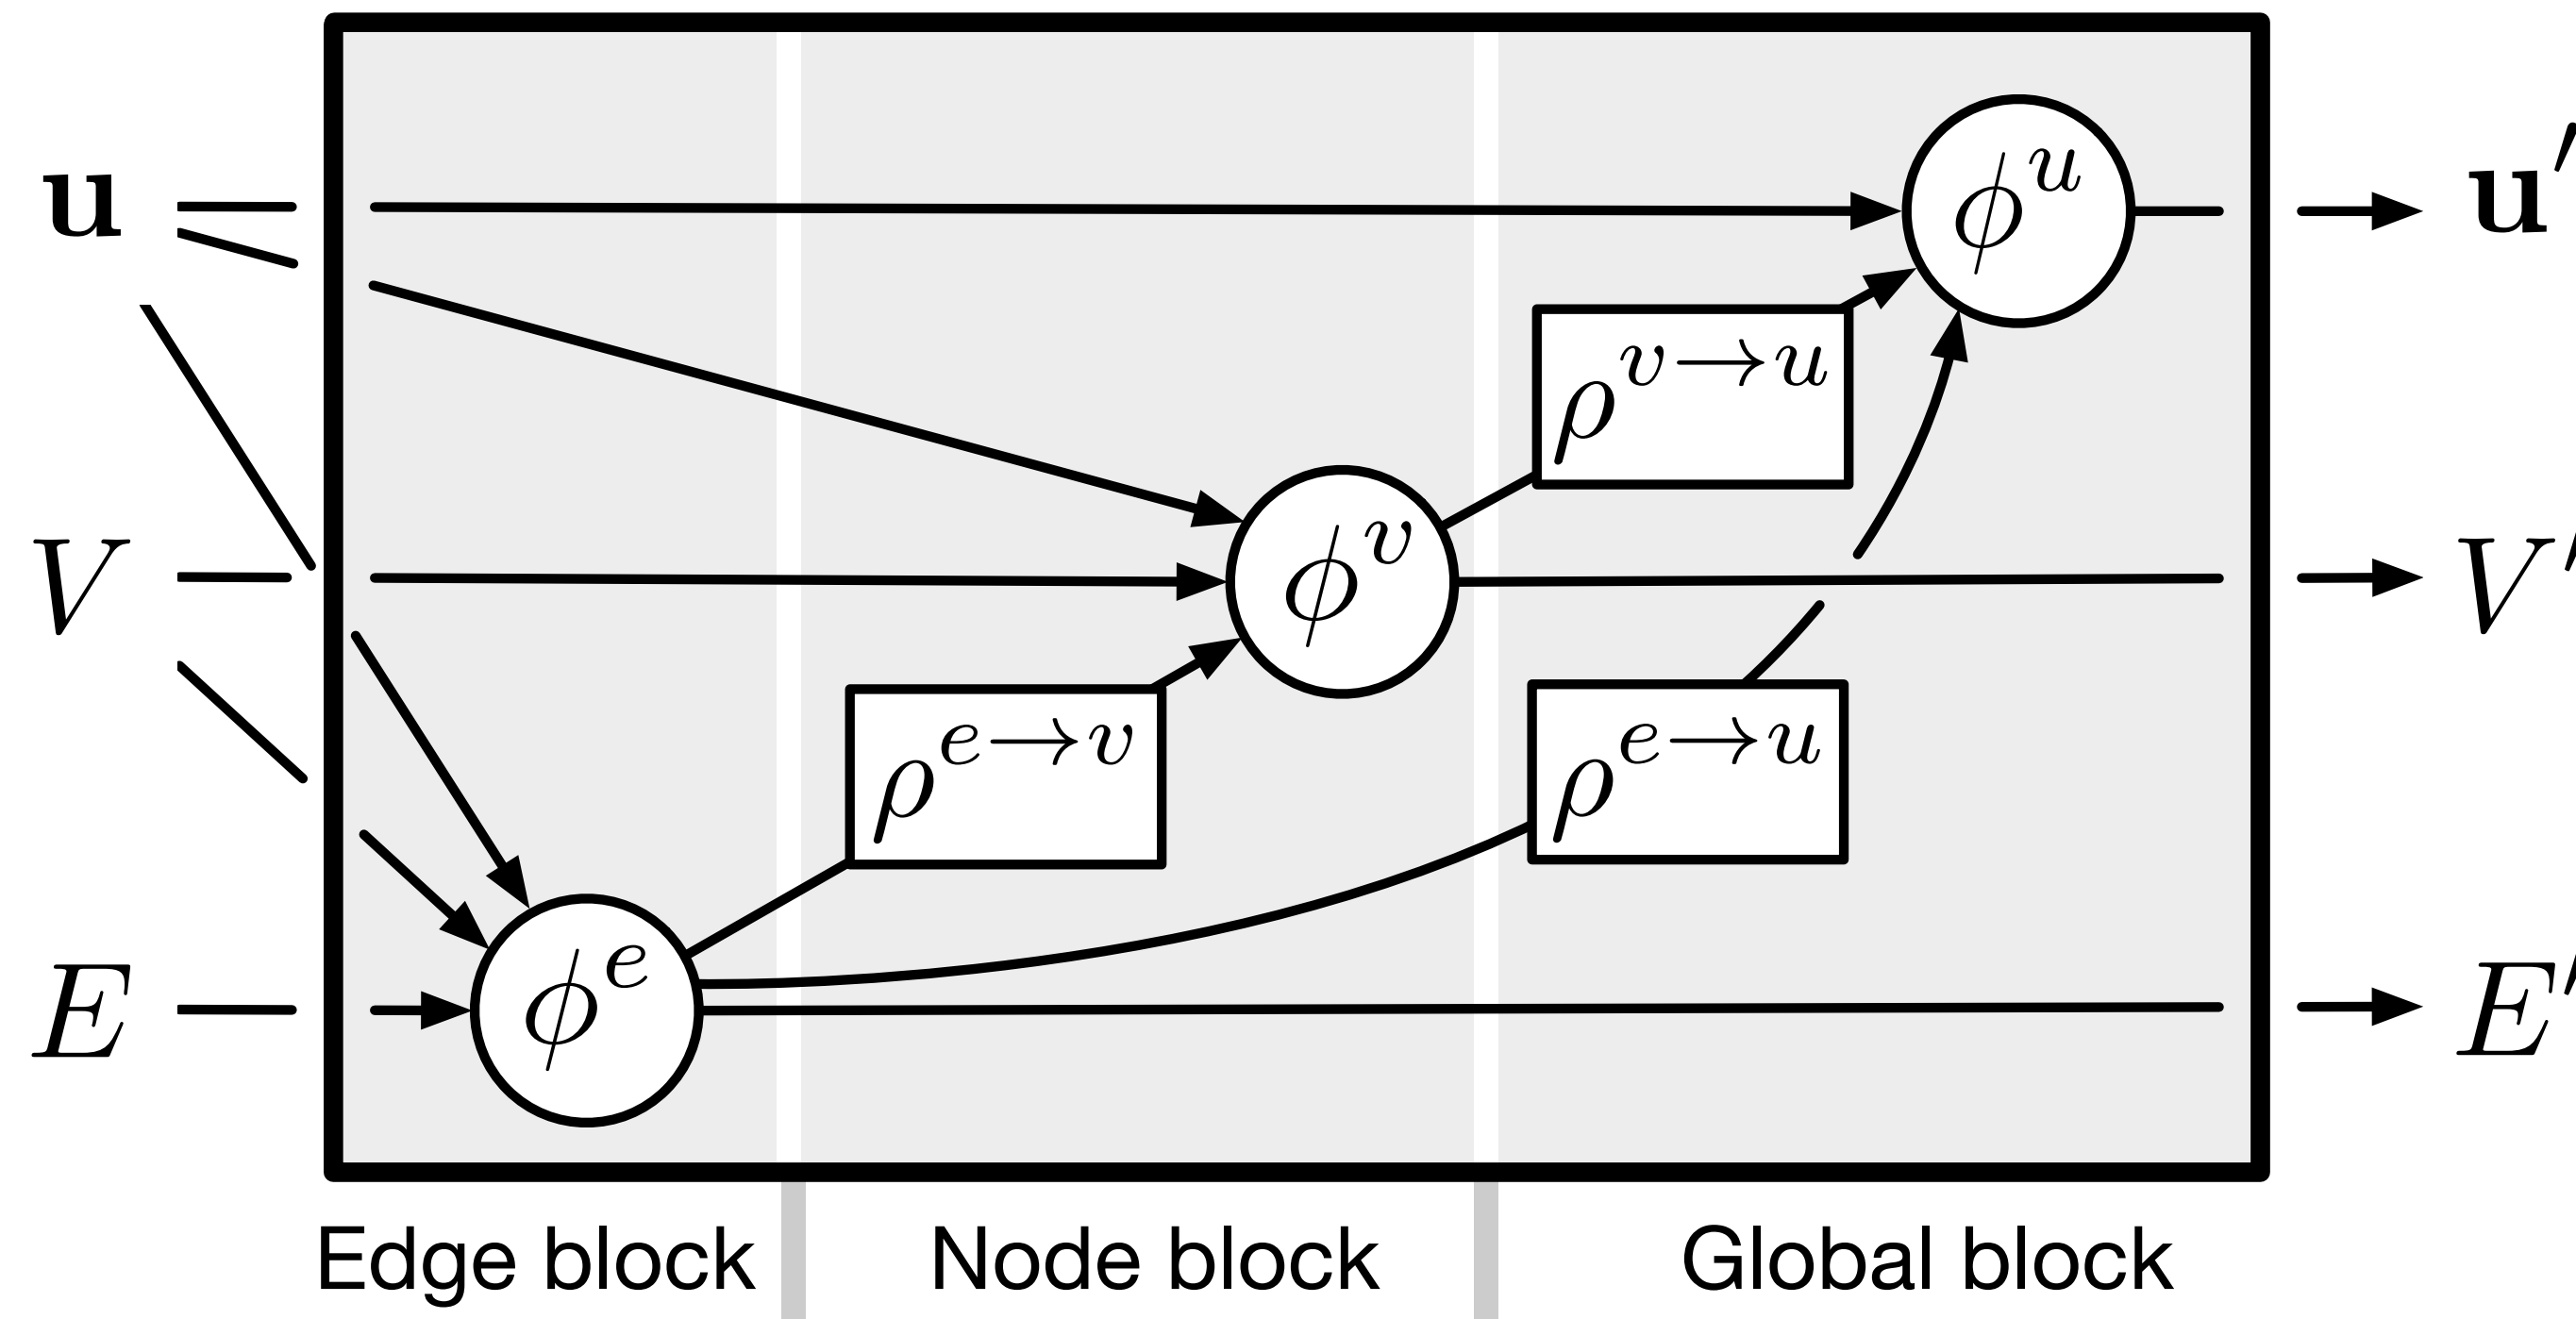 u
V
E
ϕ^e
ρ^{e→v}
ϕ^v
ρ^{v→u}
ρ^{e→u}
ϕ^u
u′
V′
E′
Edge block
Node block
Global block